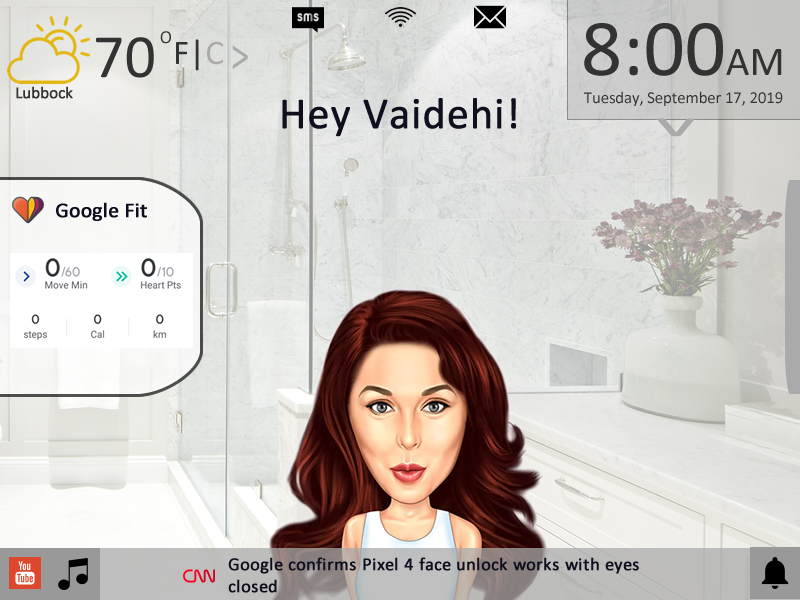 sms
70°F|C >
Lubbock
8:00AM
Tuesday, September 17, 2019
Hey Vaidehi!
Google Fit
0/60
Move Min
0/10
Heart Pts
0
steps
0
Cal
0
km
You
Tube
CNN
Google confirms Pixel 4 face unlock works with eyes
closed